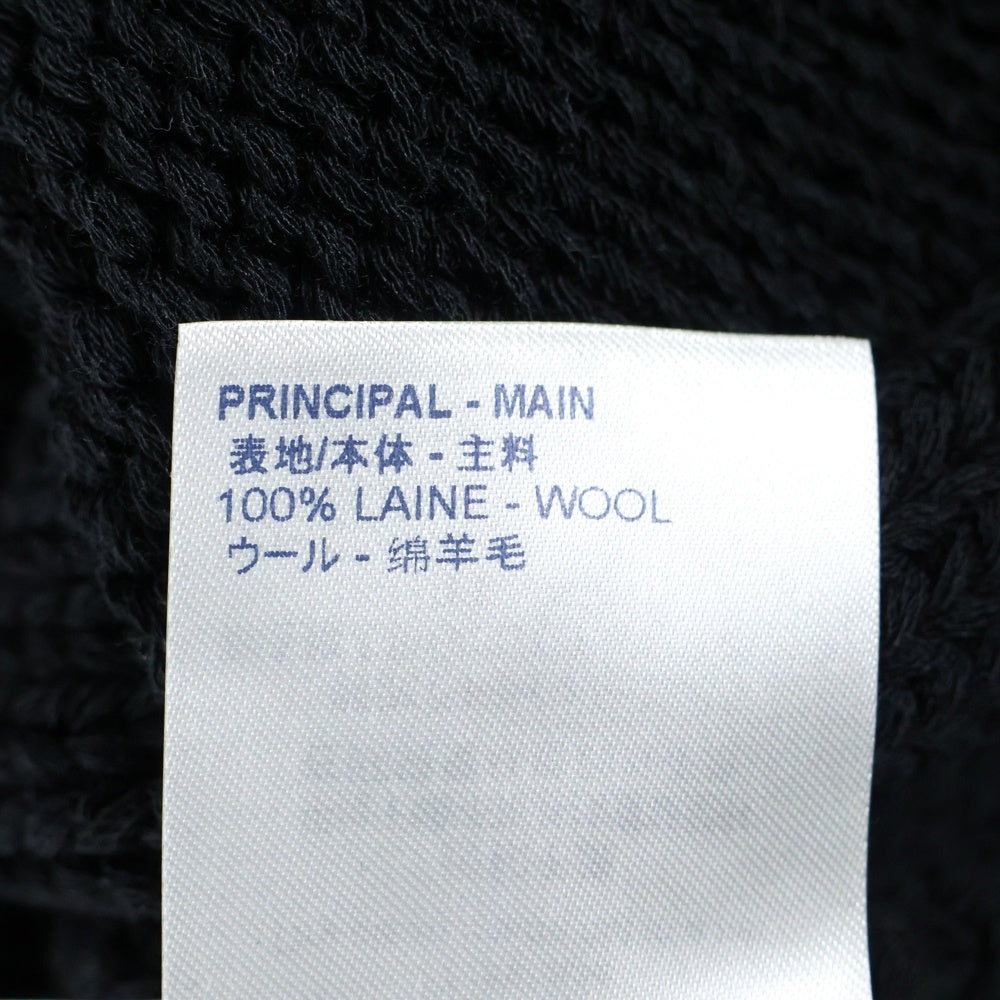 PRINCIPAL - MAIN
表地/本体 - 主料
100% LAINE - WOOL
ウール - 绵羊毛